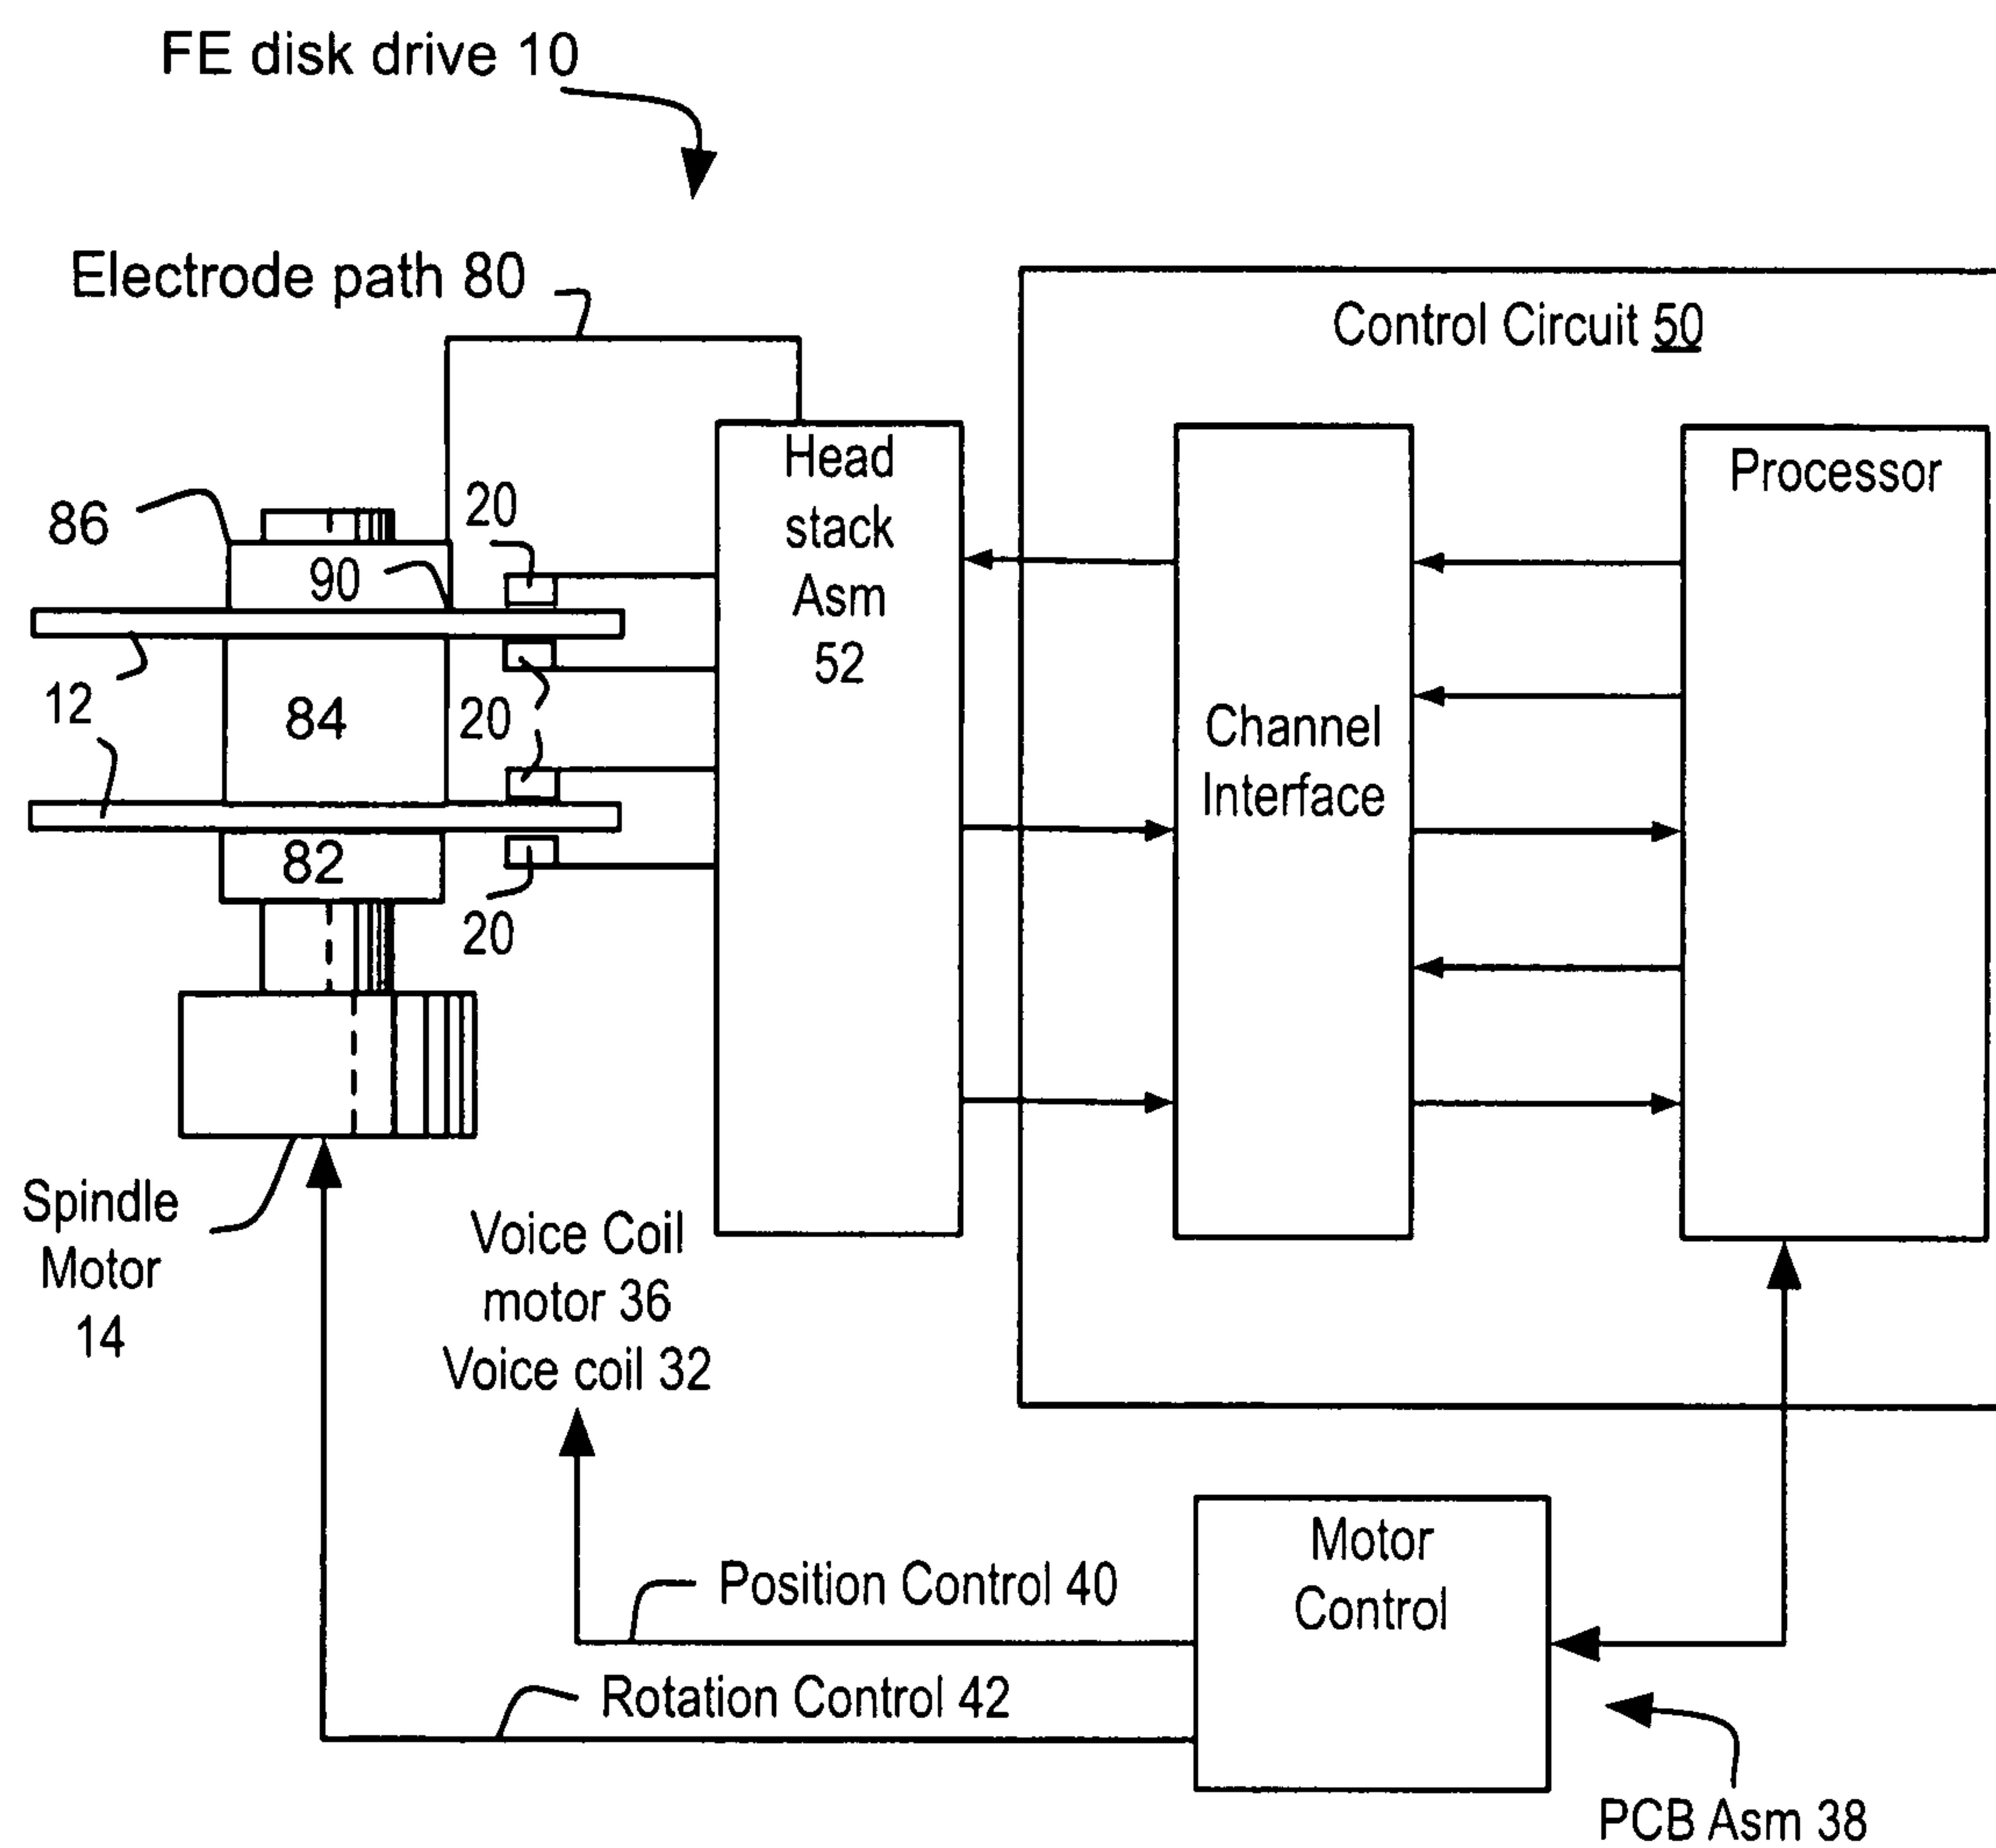 FE disk drive 10
Electrode path 80
Control Circuit 50
Head
stack
Asm
52
Processor
Channel
Interface
86
90
20
12
84
20
82
20
Spindle
Motor
14
Voice Coil
motor 36
Voice coil 32
Motor
Control
Position Control 40
Rotation Control 42
PCB Asm 38